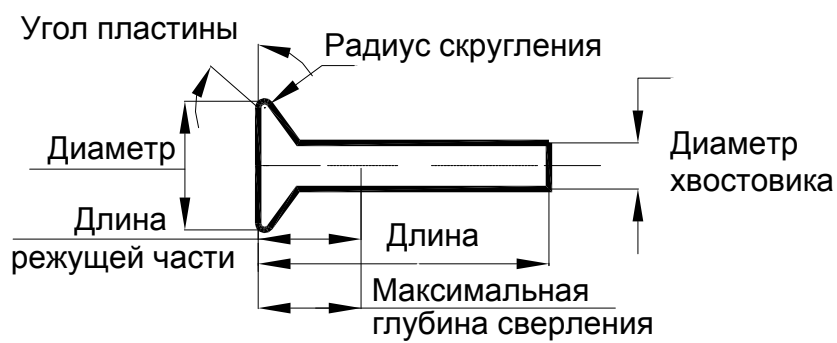 Угол пластины
Радиус скругления
Диаметр
Диаметр
хвостовика
Длина
режущей части
Длина
Максимальная
глубина сверления